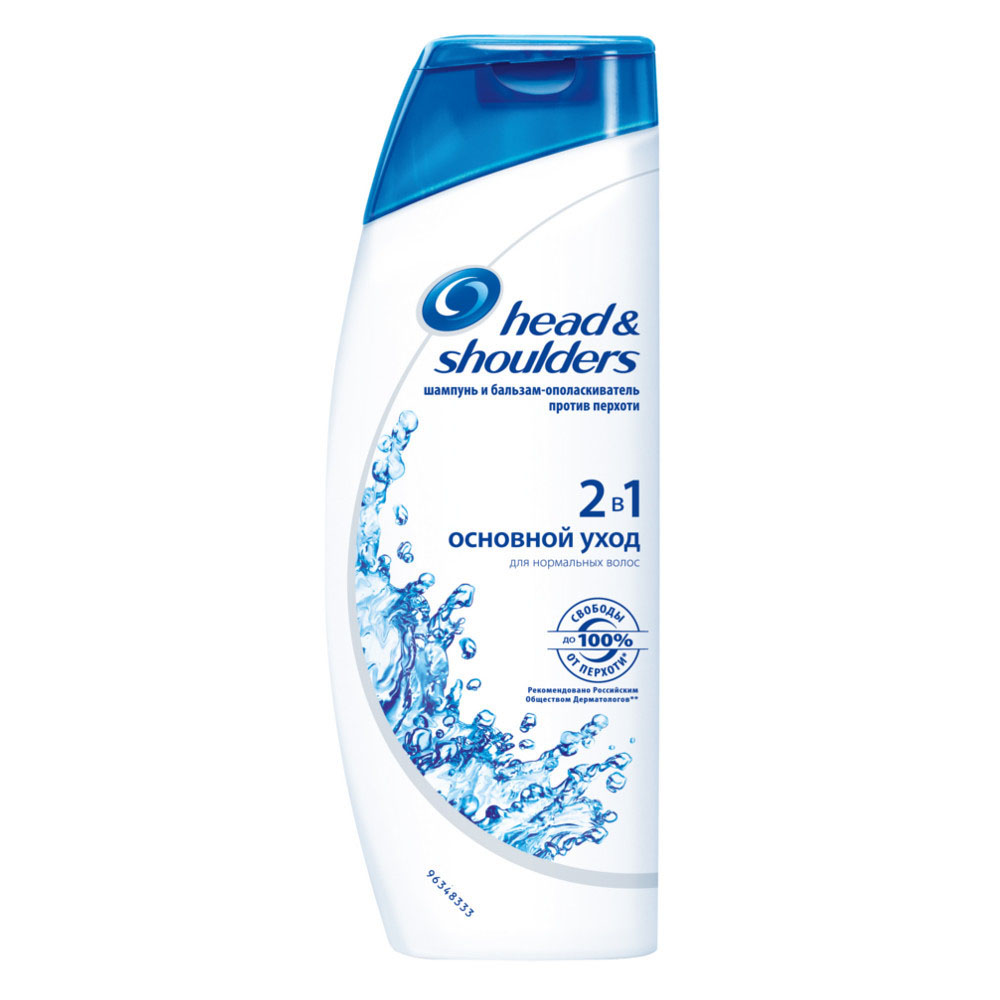 head &
shoulders
шампунь и бальзам-ополаскиватель
против перхоти
2 в 1
основной уход
для нормальных волос
СВОБОДЫ
ДО 100%
ОТ ПЕРХОТИ*
Рекомендовано Российским
Обществом Дерматологов**
96348333